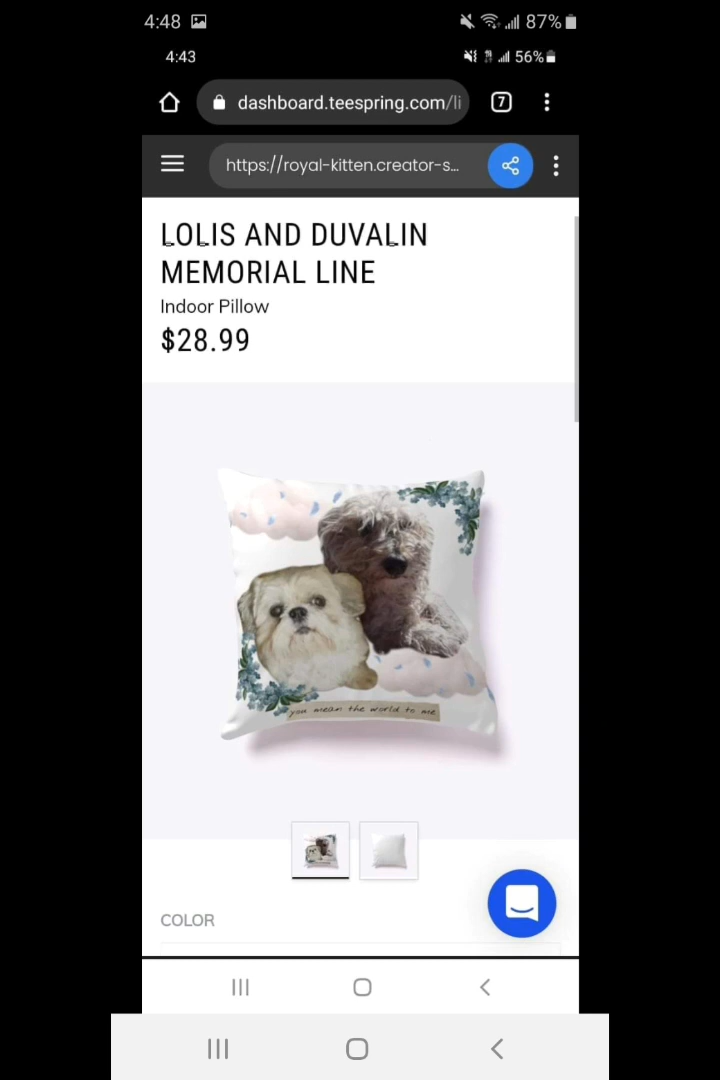 4:48
87%
4:43
56%
dashboard.teespring.com/li
7
https://royal-kitten.creator-s...
LOLIS AND DUVALIN
MEMORIAL LINE
Indoor Pillow
$28.99
you mean the world to me
COLOR